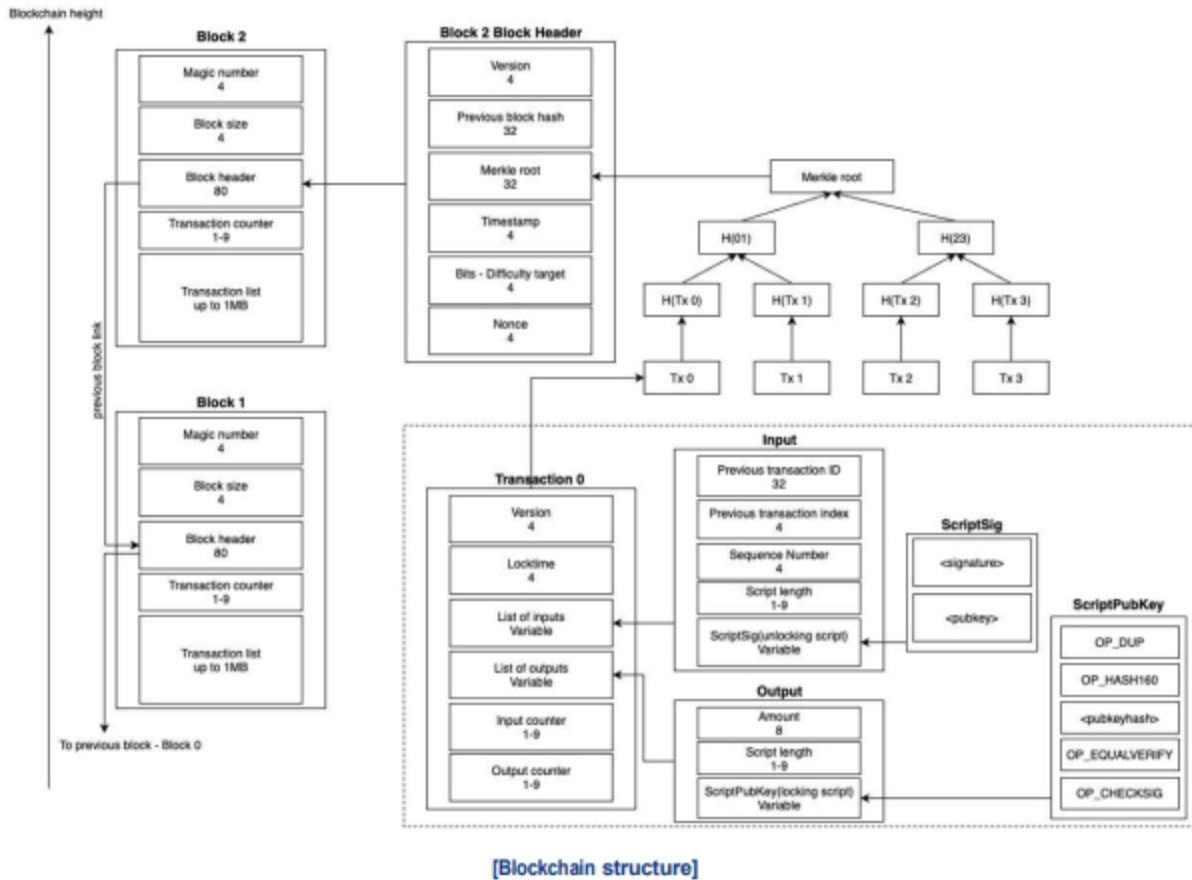 Blockchain height
Block 2
Magic number
4
Block size
4
Block header
80
Transaction counter
1-9
Transaction list
up to 1MB
previous block link
Block 1
Magic number
4
Block size
4
Block header
80
Transaction counter
1-9
Transaction list
up to 1MB
To previous block - Block 0
Block 2 Block Header
Version
4
Previous block hash
32
Merkle root
32
Timestamp
4
Bits - Difficulty target
4
Nonce
4
Merkle root
H(01)
H(23)
H(Tx 0)
H(Tx 1)
H(Tx 2)
H(Tx 3)
Tx 0
Tx 1
Tx 2
Tx 3
Transaction 0
Version
4
Locktime
4
List of inputs
Variable
List of outputs
Variable
Input counter
1-9
Output counter
1-9
Input
Previous transaction ID
32
Previous transaction index
4
Sequence Number
4
Script length
1-9
ScriptSig(unlocking script)
Variable
Output
Amount
8
Script length
1-9
ScriptPubKey(locking script)
Variable
ScriptSig
<signature>
<pubkey>
ScriptPubKey
OP_DUP
OP_HASH160
<pubkeyhash>
OP_EQUALVERIFY
OP_CHECKSIG
[Blockchain structure]